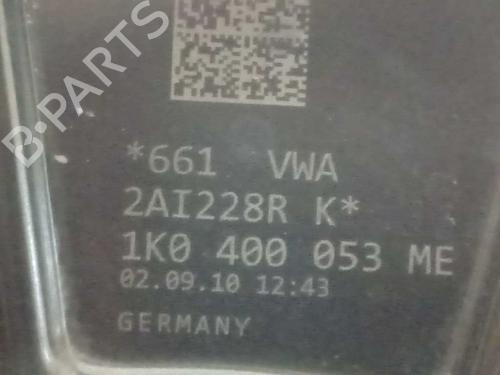 B-PARTS
*661 VWA
2AI228R K*
1K0 400 053 ME
02.09.10 12:43
GERMANY